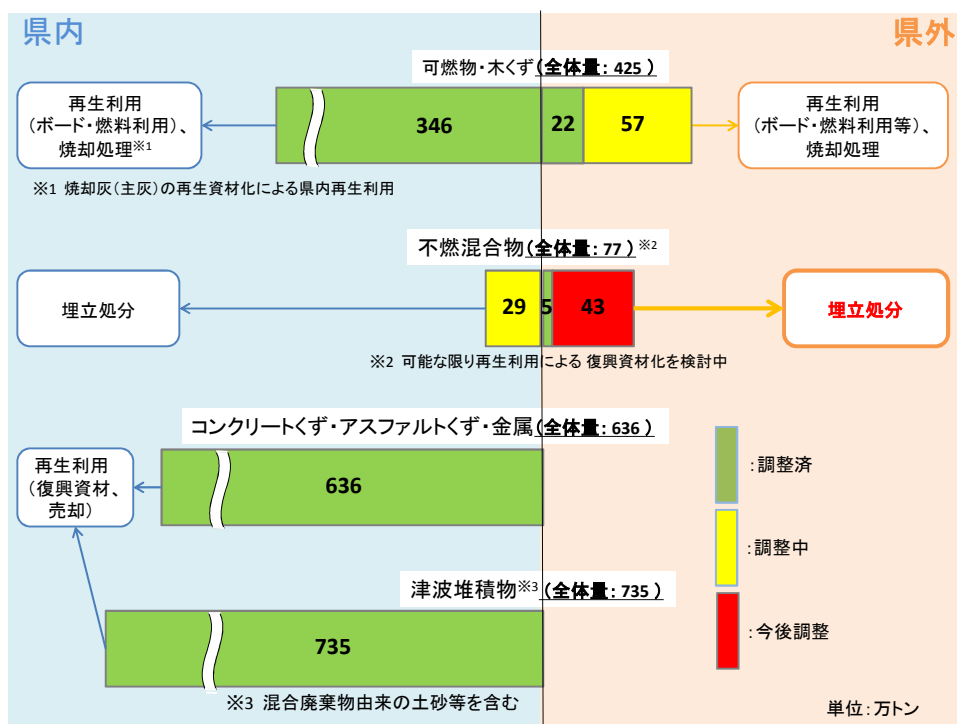 県内
県外
可燃物・木くず(全体量：425)
再生利用
(ボード・燃料利用)、
焼却処理※1
346
22
57
再生利用
(ボード・燃料利用等)、
焼却処理
※1 焼却灰(主灰)の再生資材化による県内再生利用
不燃混合物(全体量：77)※2
埋立処分
29
5
43
埋立処分
※2 可能な限り再生利用による 復興資材化を検討中
コンクリートくず・アスファルトくず・金属(全体量：636)
再生利用
(復興資材、
売却)
636
:調整済
:調整中
津波堆積物※3(全体量：735)
735
:今後調整
※3 混合廃棄物由来の土砂等を含む
単位：万トン